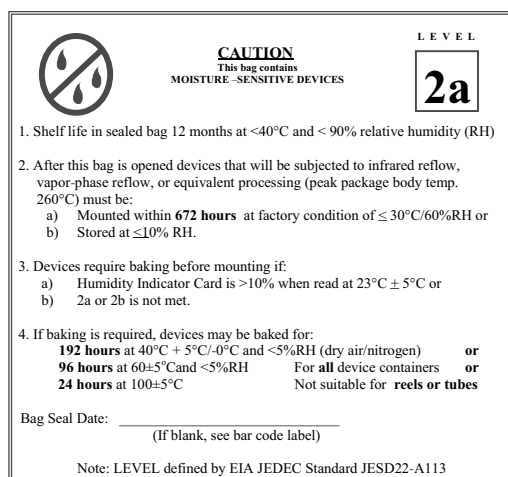 LEVEL
CAUTION
This bag contains
MOISTURE –SENSITIVE DEVICES
2a
1. Shelf life in sealed bag 12 months at <40°C and < 90% relative humidity (RH)
2. After this bag is opened devices that will be subjected to infrared reflow,
vapor-phase reflow, or equivalent processing (peak package body temp.
260°C) must be:
a) Mounted within 672 hours at factory condition of ≤ 30°C/60%RH or
b) Stored at ≤10% RH.
3. Devices require baking before mounting if:
a) Humidity Indicator Card is >10% when read at 23°C ± 5°C or
b) 2a or 2b is not met.
4. If baking is required, devices may be baked for:
192 hours at 40°C + 5°C/-0°C and <5%RH (dry air/nitrogen) or
96 hours at 60±5°Cand <5%RH For all device containers or
24 hours at 100±5°C Not suitable for reels or tubes
Bag Seal Date: ______________________________
(If blank, see bar code label)
Note: LEVEL defined by EIA JEDEC Standard JESD22-A113